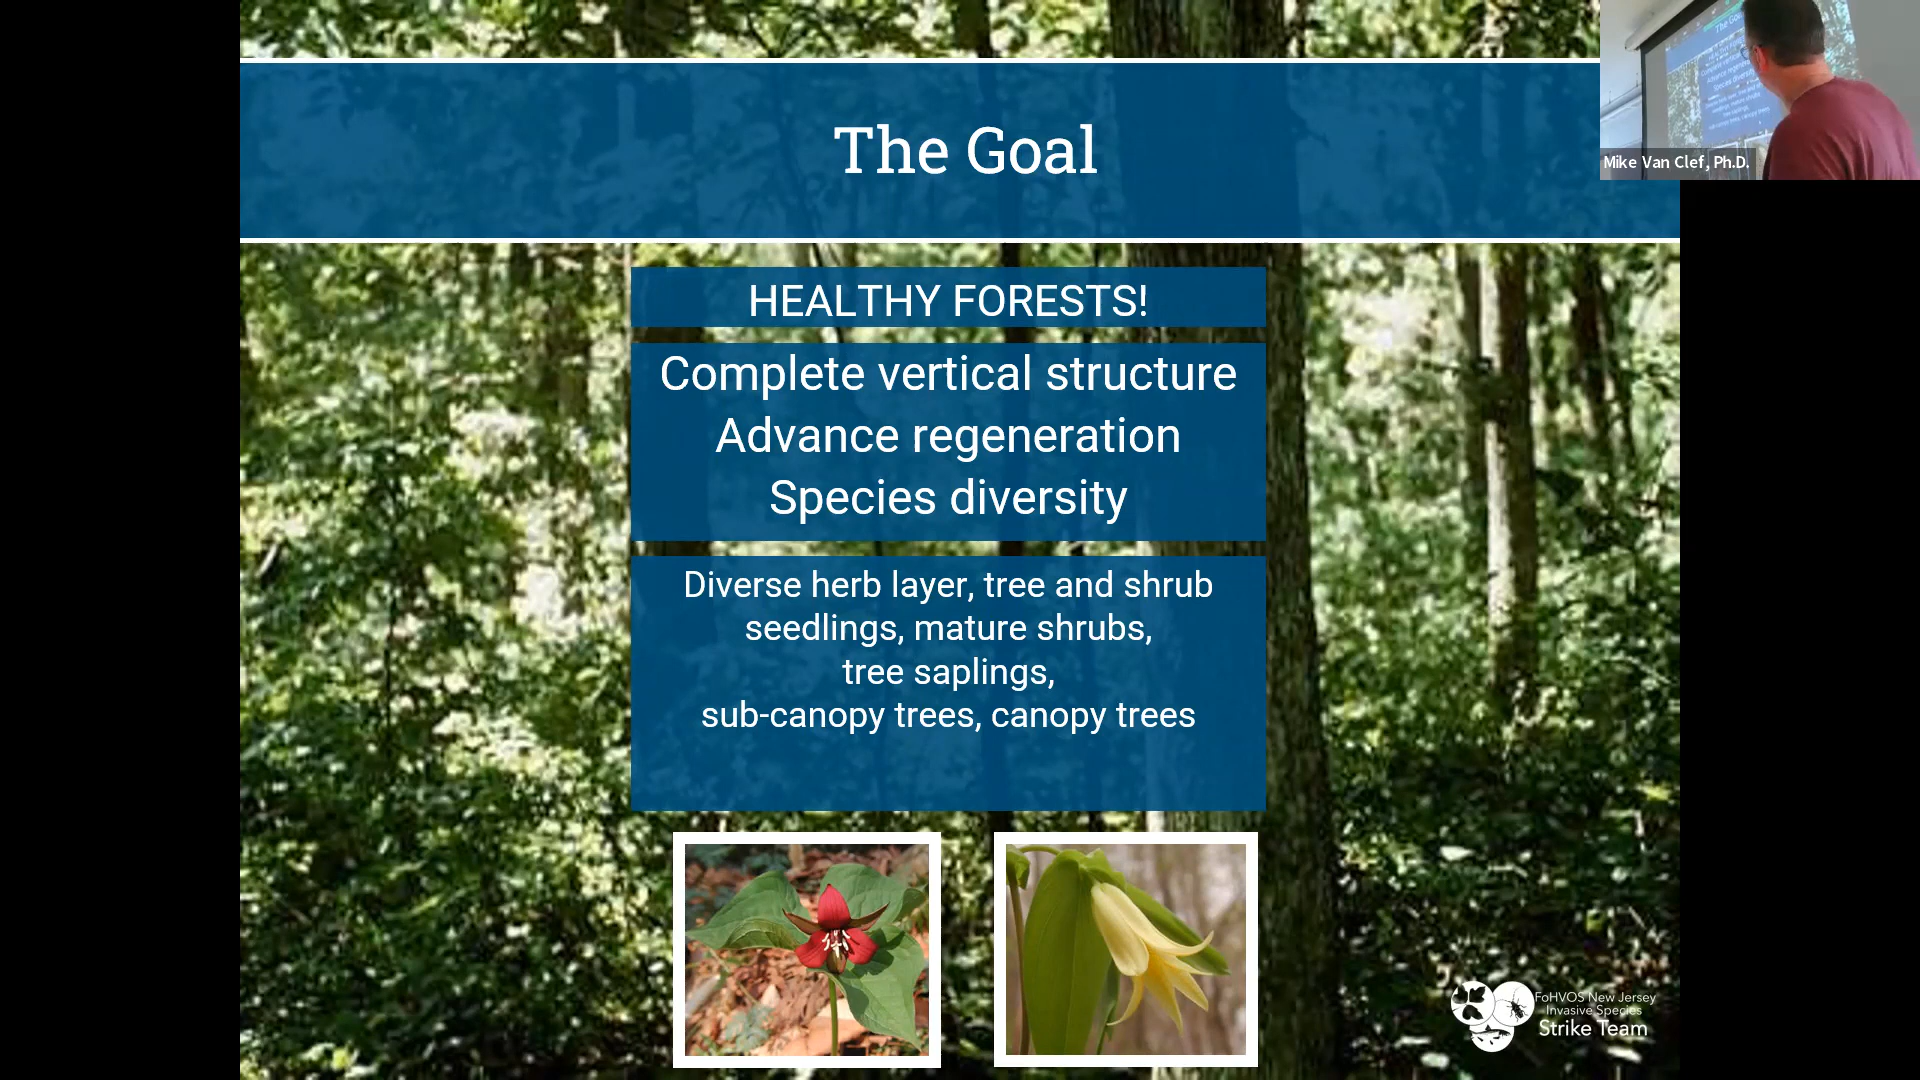 The Goal
HEALTHY FORESTS!
Complete vertical structure
Advance regeneration
Species diversity
Diverse herb layer, tree and shrub
seedlings, mature shrubs,
tree saplings,
sub-canopy trees, canopy trees
Mike Van Clef, Ph.D.
FoHVOS New Jersey
Invasive Species
Strike Team